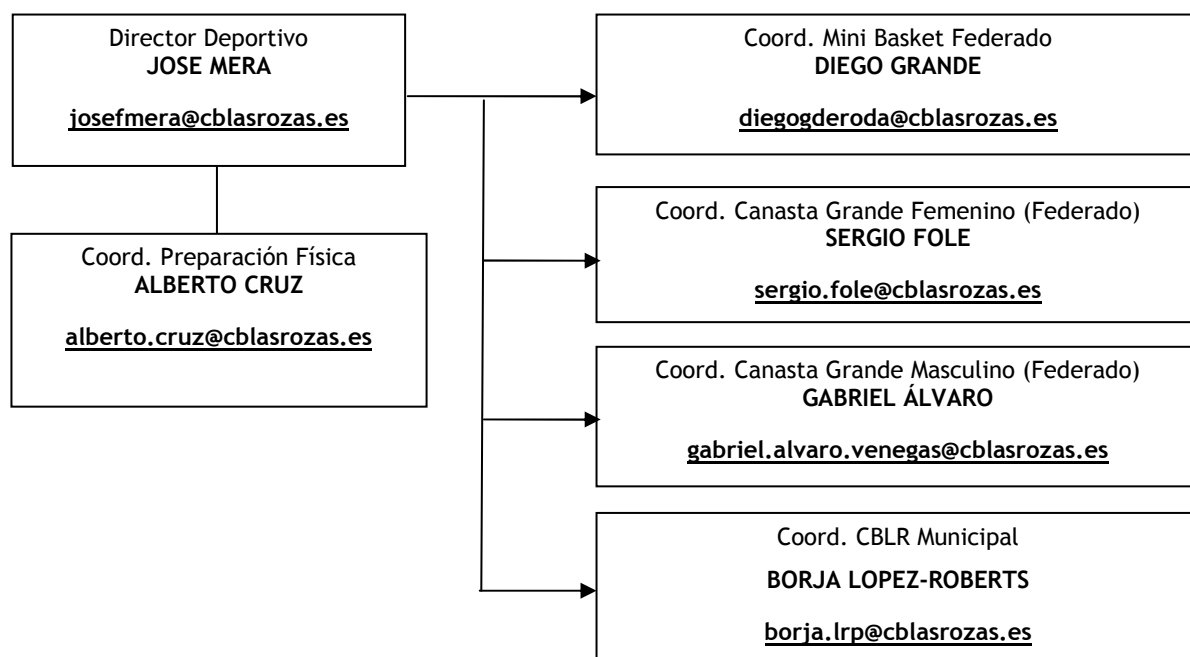 Director Deportivo
JOSE MERA
josefmera@cblasrozas.es
Coord. Preparación Física
ALBERTO CRUZ
alberto.cruz@cblasrozas.es
Coord. Mini Basket Federado
DIEGO GRANDE
diegogderoda@cblasrozas.es
Coord. Canasta Grande Femenino (Federado)
SERGIO FOLE
sergio.fole@cblasrozas.es
Coord. Canasta Grande Masculino (Federado)
GABRIEL ÁLVARO
gabriel.alvaro.venegas@cblasrozas.es
Coord. CBLR Municipal
BORJA LOPEZ-ROBERTS
borja.lrp@cblasrozas.es